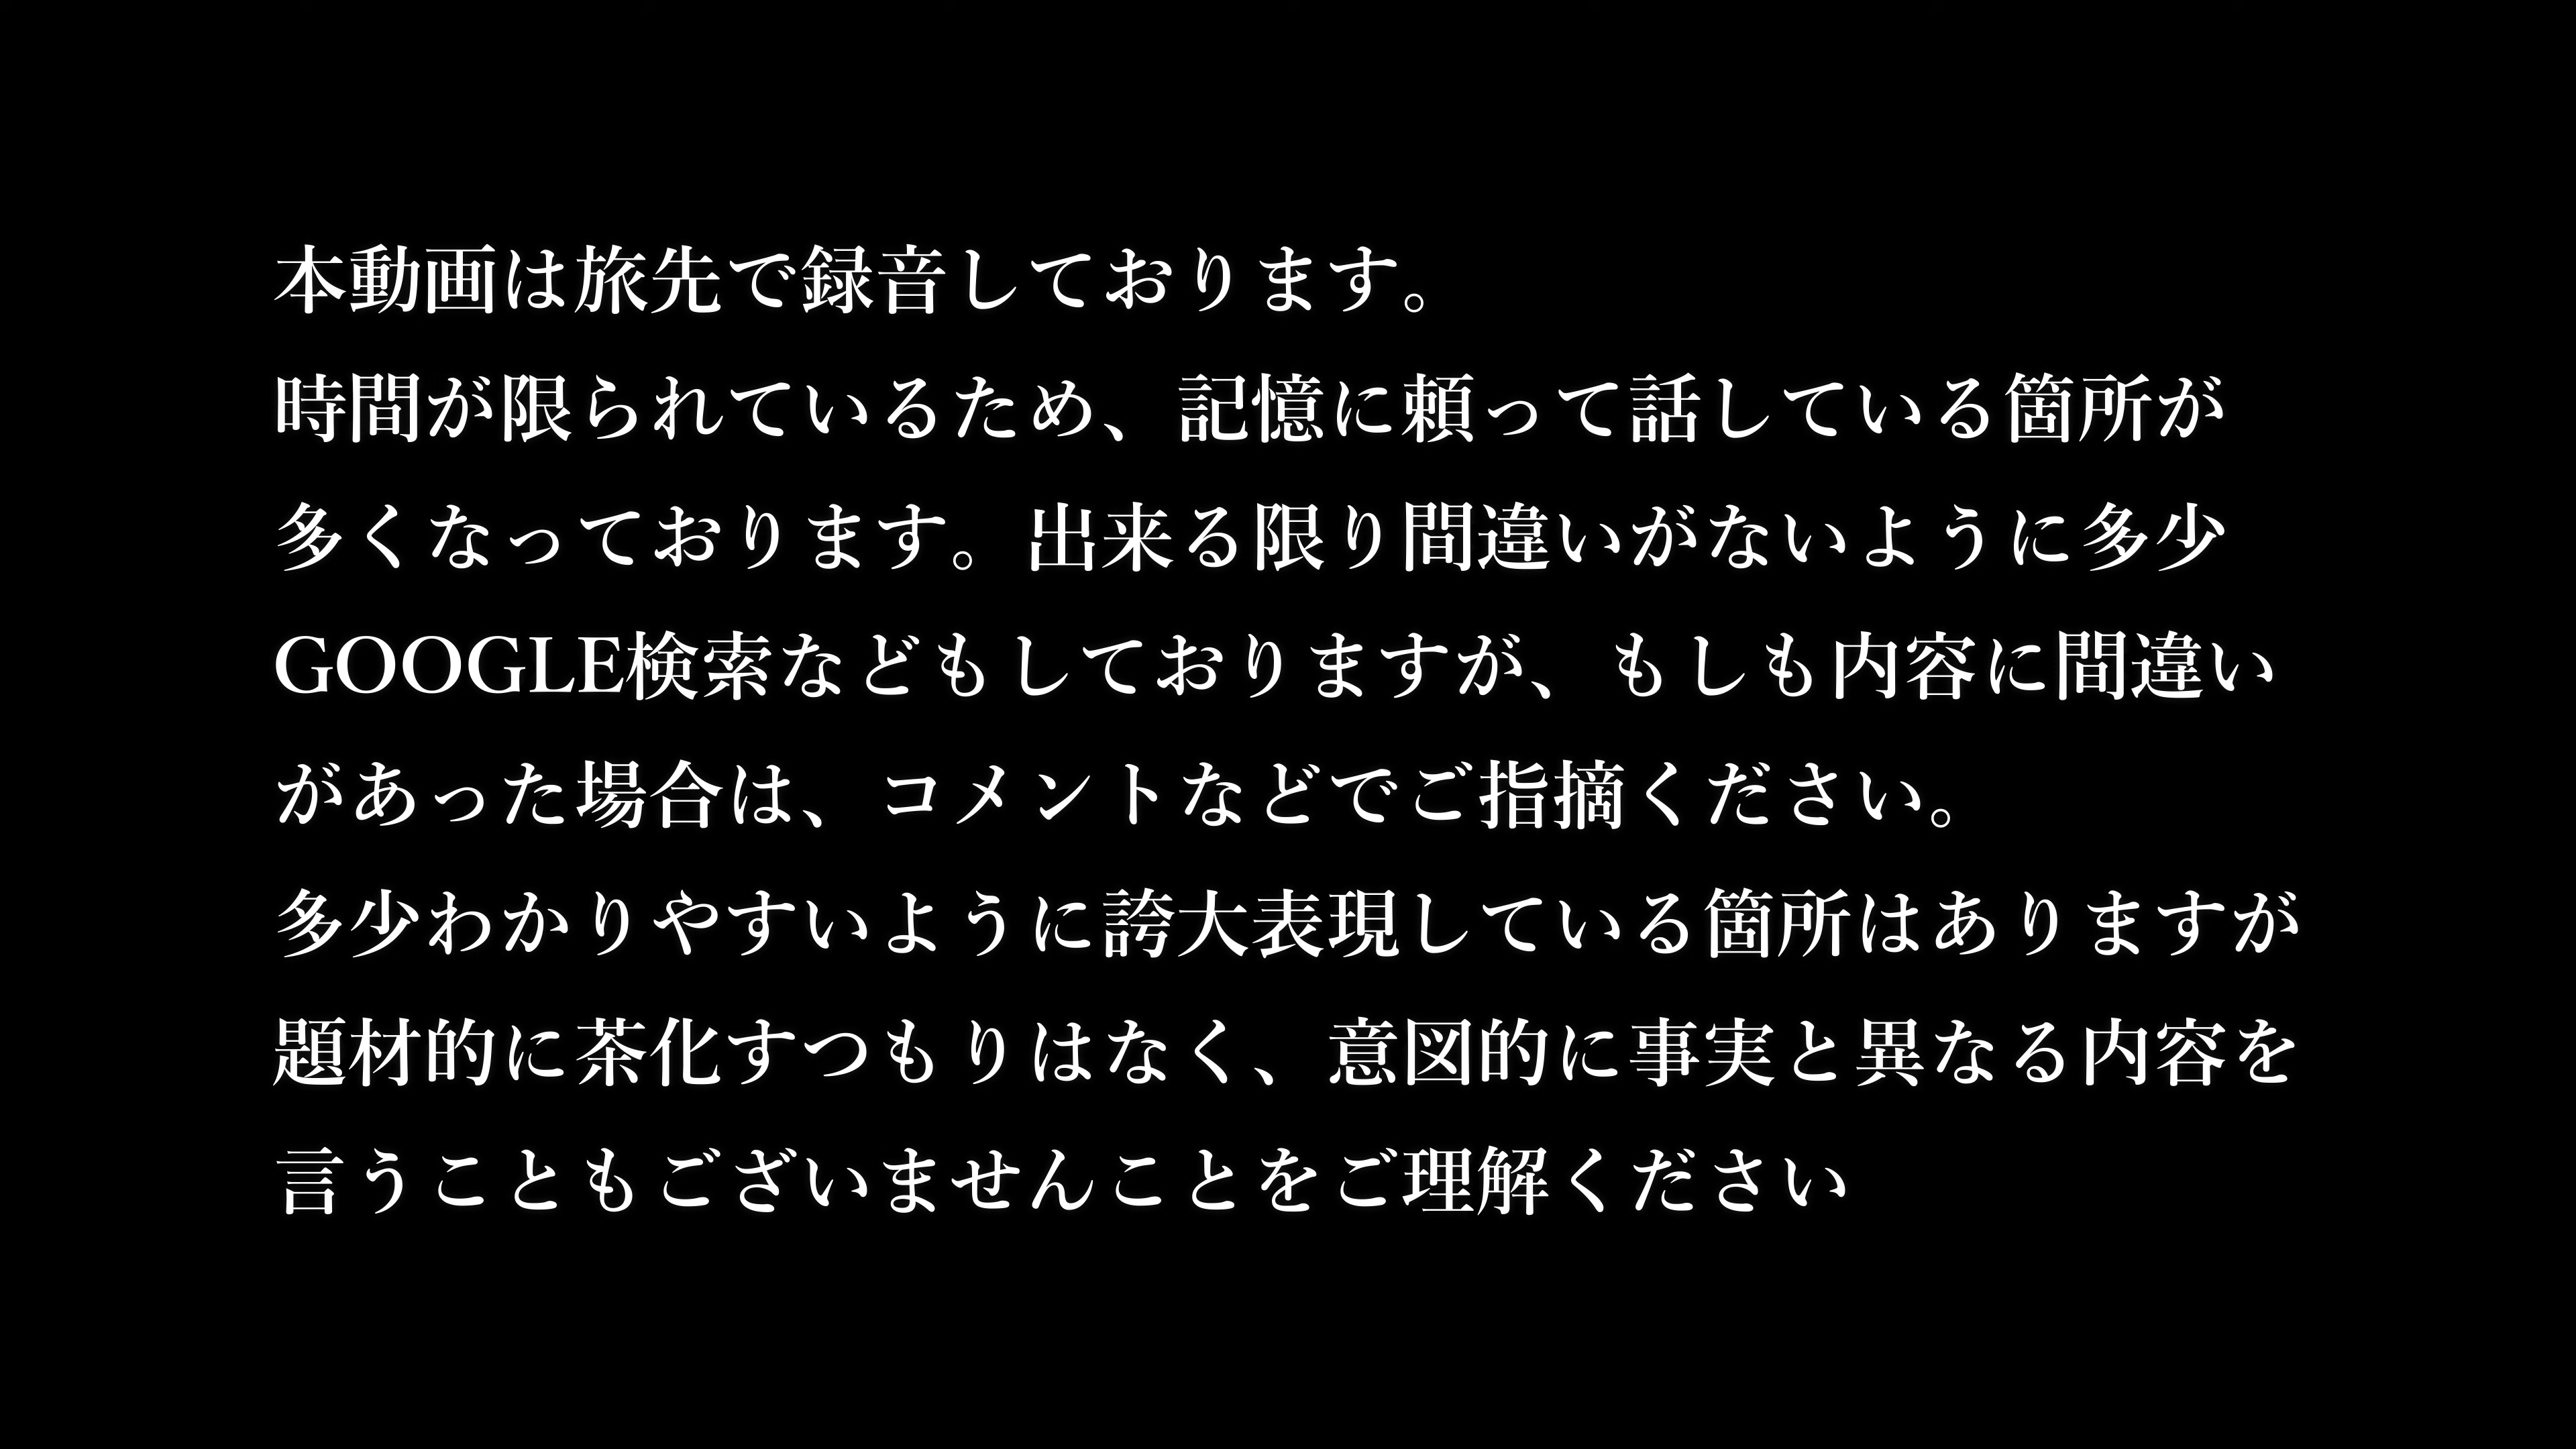 本動画は旅先で録音しております。
時間が限られているため、記憶に頼って話している箇所が
多くなっております。出来る限り間違いがないように多少
GOOGLE検索などもしておりますが、もしも内容に間違い
があった場合は、コメントなどでご指摘ください。
多少わかりやすいように誇大表現している箇所はありますが
題材的に茶化すつもりはなく、意図的に事実と異なる内容を
言うこともございませんことをご理解ください